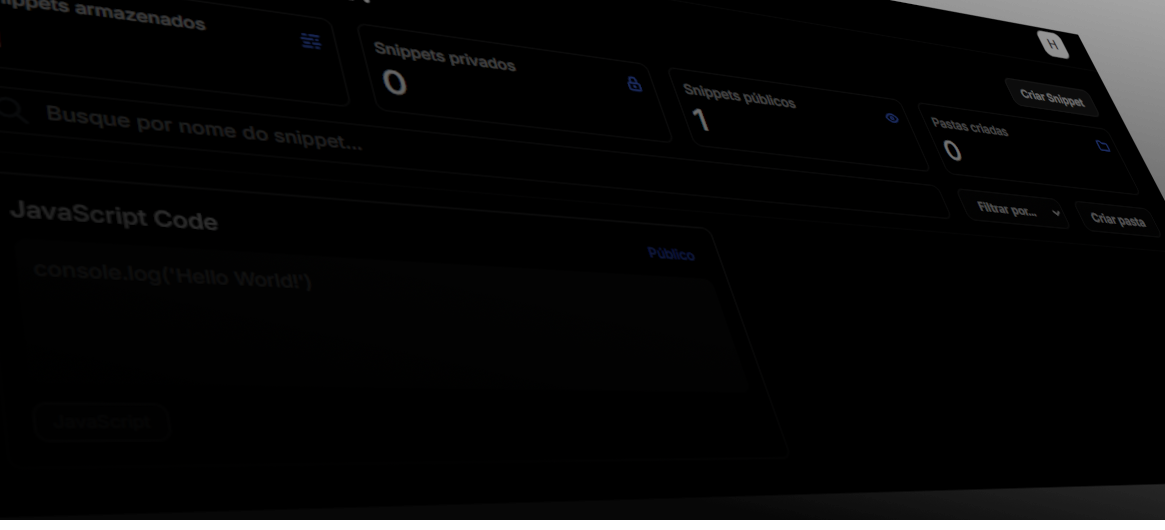 ippets armazenados
Snippets privados
0
Snippets públicos
1
Pastas criadas
0
H
Criar Snippet
Busque por nome do snippet...
Filtrar por...
Criar pasta
JavaScript Code
Público
console.log('Hello World!')
JavaScript